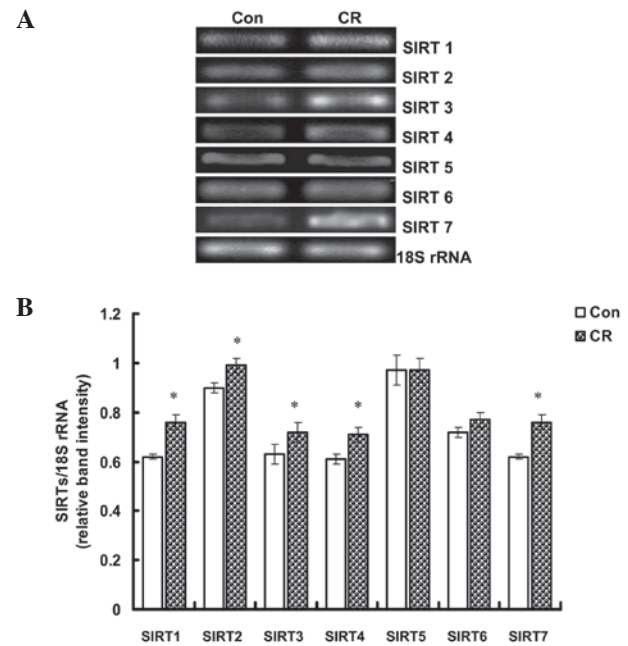 A
Con CR
SIRT 1
SIRT 2
SIRT 3
SIRT 4
SIRT 5
SIRT 6
SIRT 7
18S rRNA
B
SIRTs/18S rRNA
(relative band intensity)
1.2
1
0.8
0.6
0.4
0.2
0
* * * * *
Con
CR
SIRT1 SIRT2 SIRT3 SIRT4 SIRT5 SIRT6 SIRT7